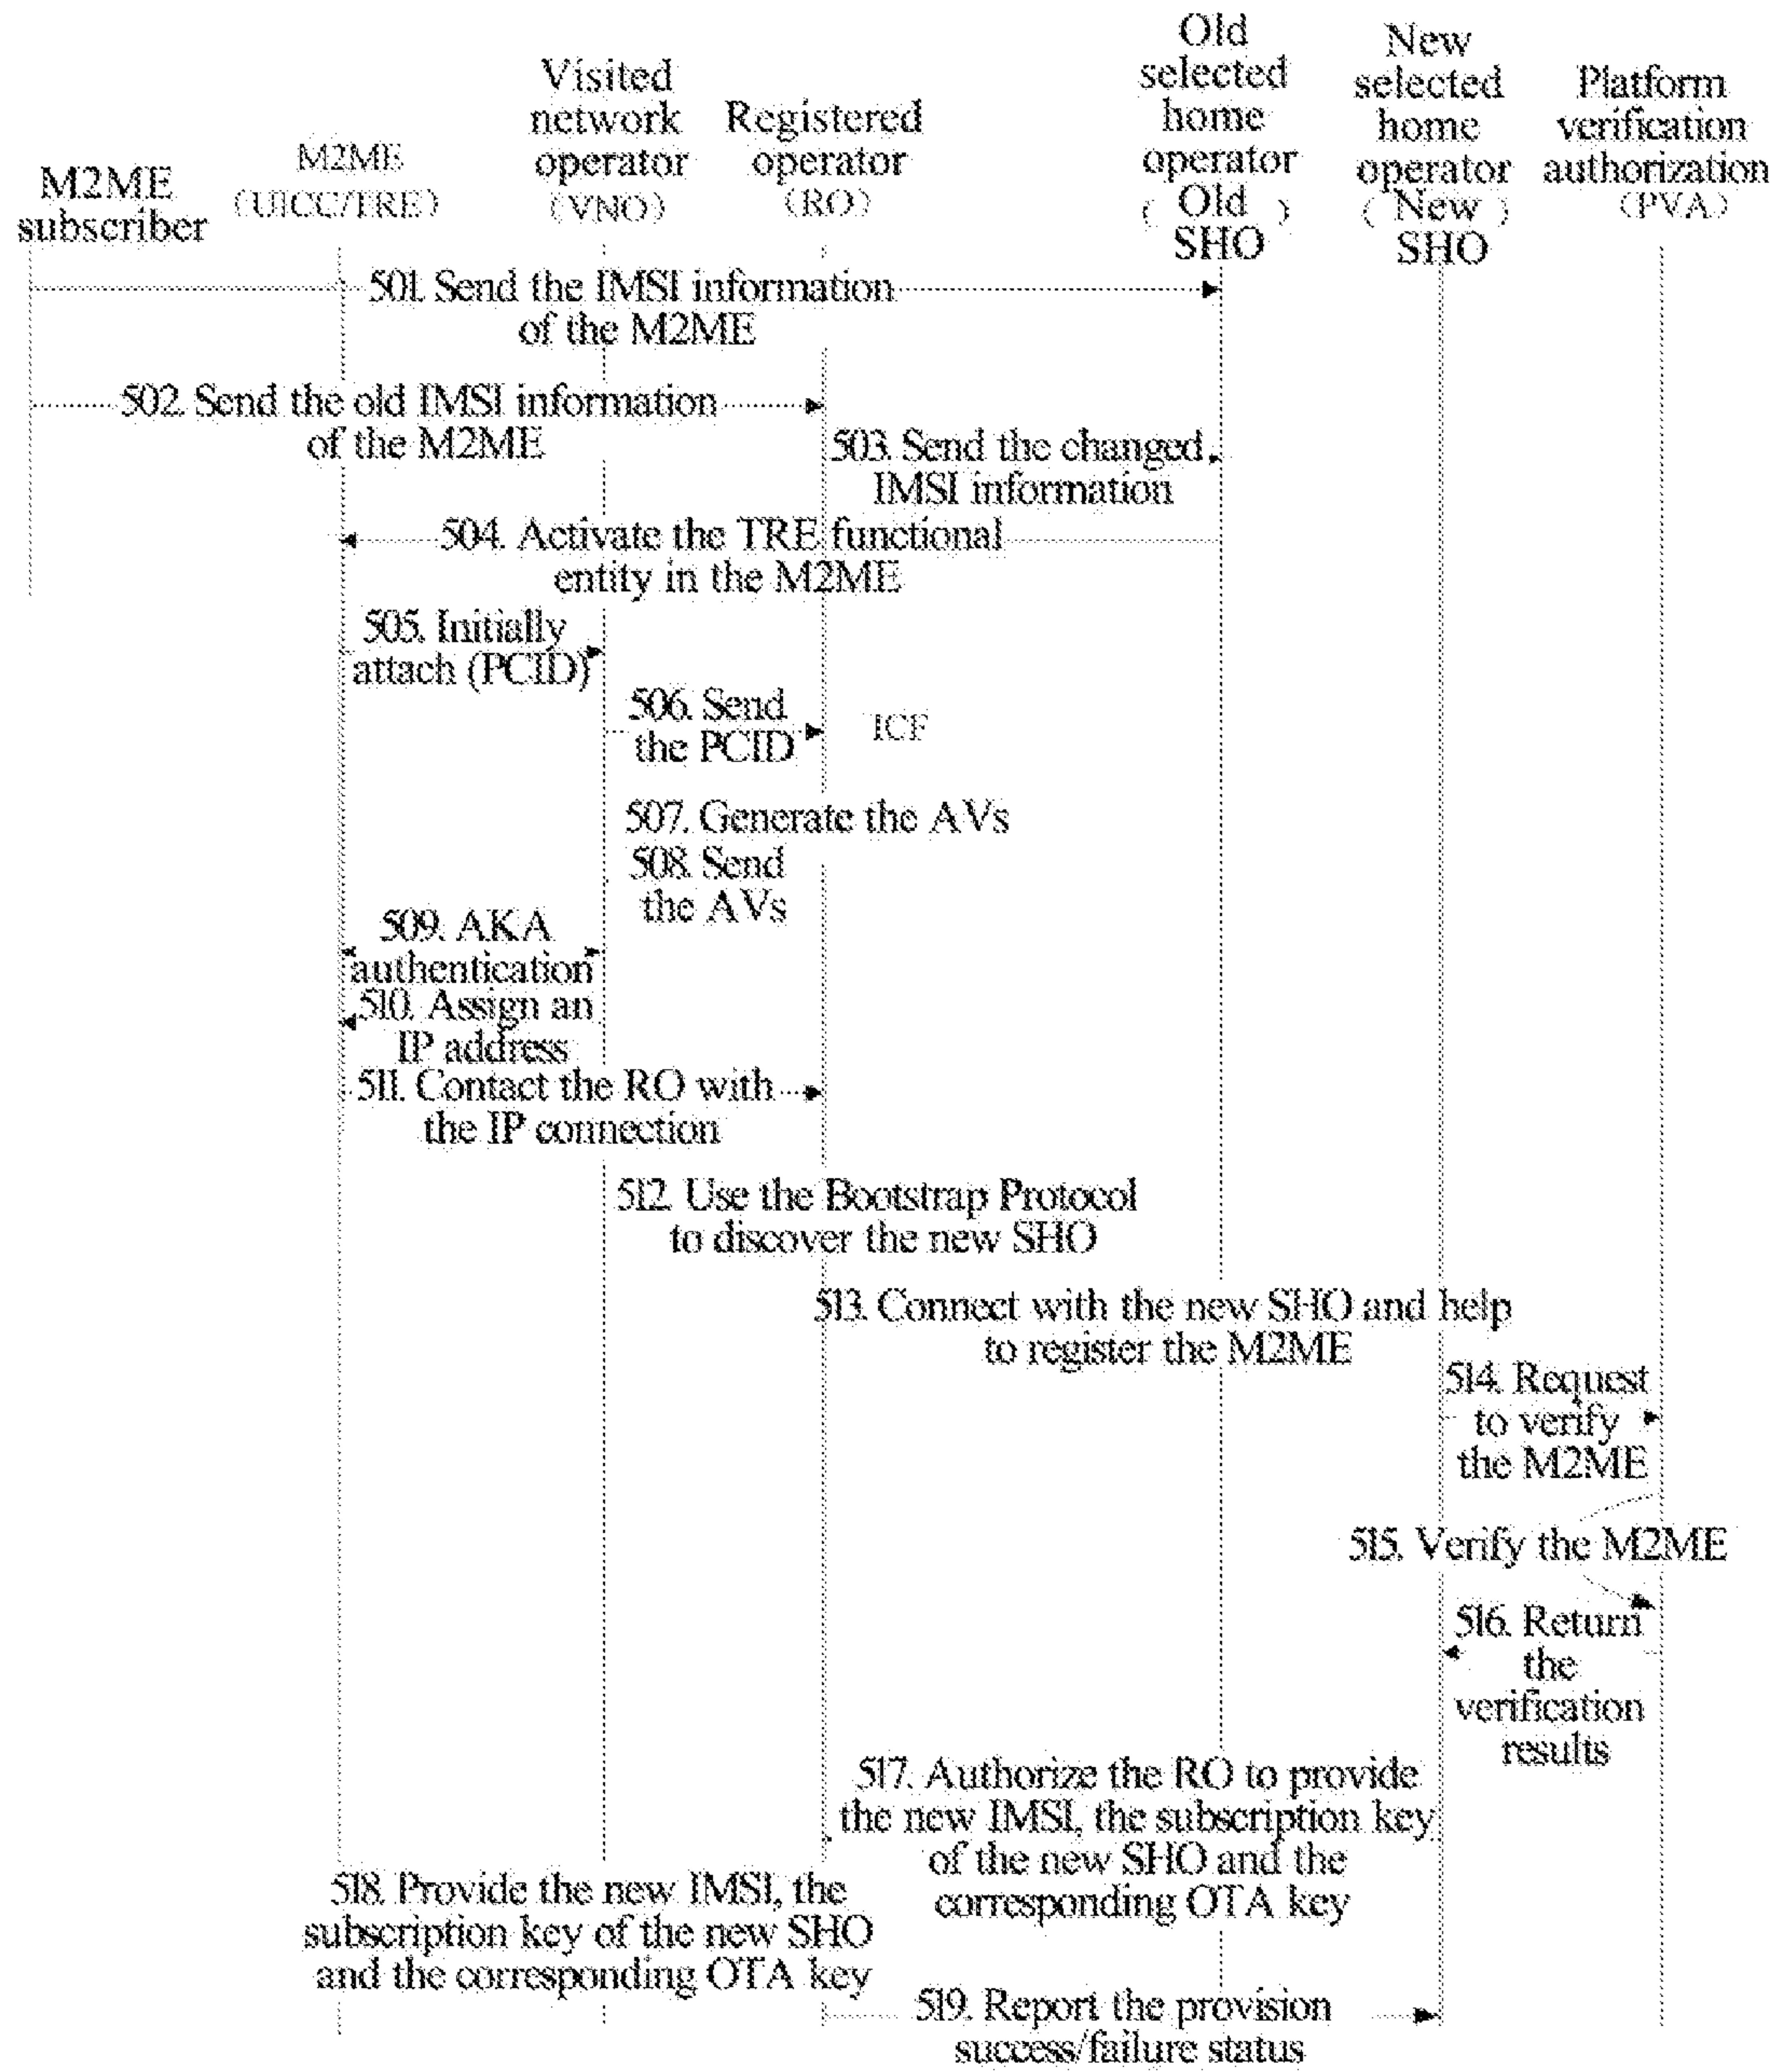 M2ME
subscriber
M2ME
(UICC/TRE)
Visited
network
operator
(VNO)
Registered
operator
(RO)
Old
selected
home
operator
( Old )
SHO
New
selected
home
operator
( New )
SHO
Platform
verification
authorization
(PVA)
501. Send the IMSI information
of the M2ME
502. Send the old IMSI information
of the M2ME
503. Send the changed
IMSI information
504. Activate the TRE functional
entity in the M2ME
505. Initially
attach (PCID)
506. Send
the PCID
ICF
507. Generate the AVs
508. Send
the AVs
509. AKA
authentication
510. Assign an
IP address
511. Contact the RO with
the IP connection
512. Use the Bootstrap Protocol
to discover the new SHO
513. Connect with the new SHO and help
to register the M2ME
514. Request
to verify
the M2ME
515. Verify the M2ME
516. Return
the
verification
results
517. Authorize the RO to provide
the new IMSI, the subscription key
of the new SHO and the
corresponding OTA key
518. Provide the new IMSI, the
subscription key of the new SHO
and the corresponding OTA key
519. Report the provision
success/failure status